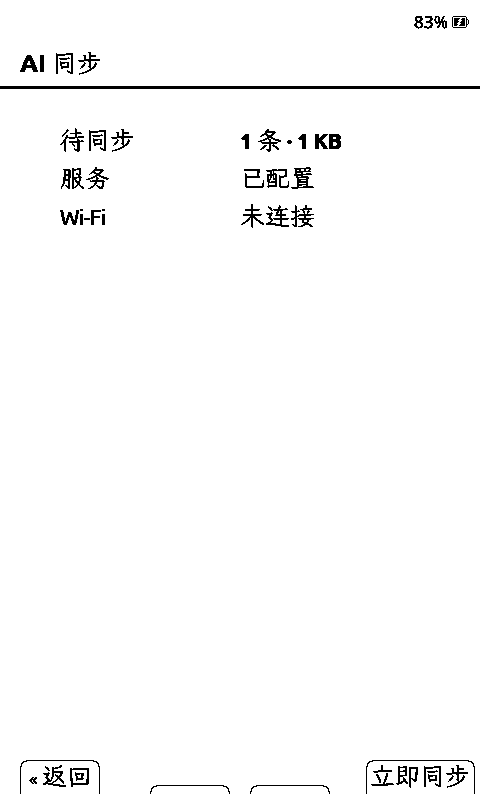 83%
AI 同步
待同步 1 条 · 1 KB
服务 已配置
Wi-Fi 未连接
« 返回 立即同步